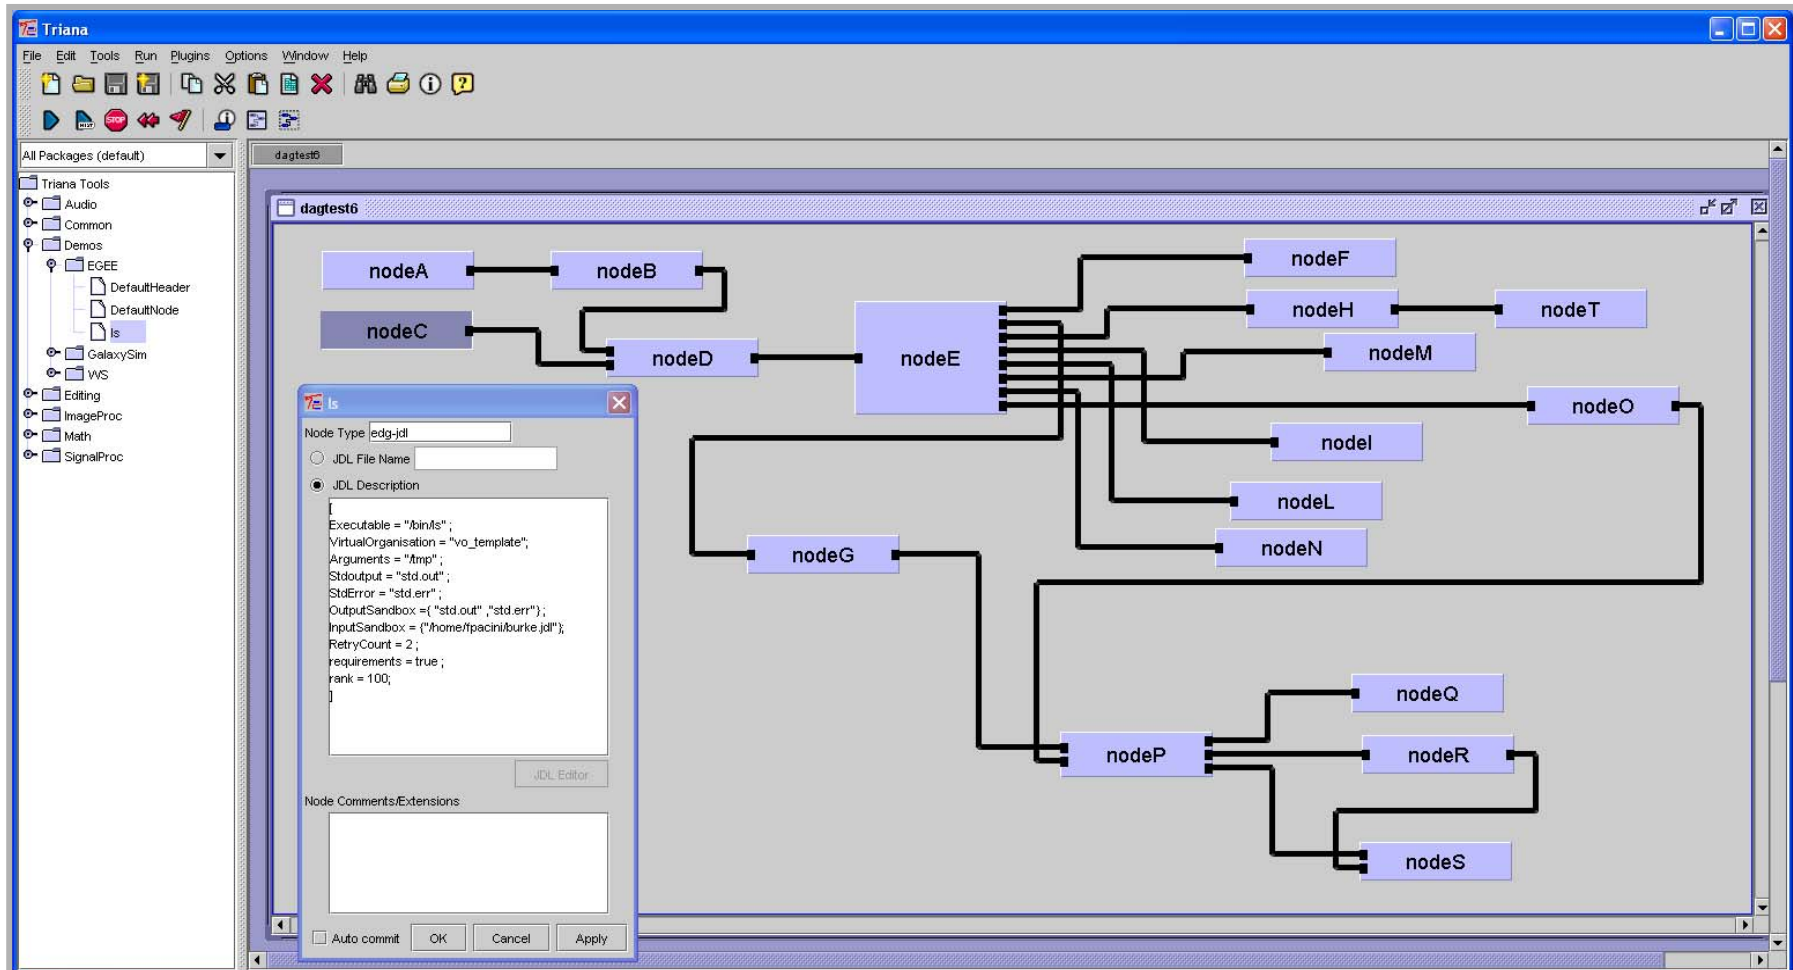 Triana
File Edit Tools Run Plugins Options Window Help
STOP
All Packages (default)
dagtest6
Triana Tools
Audio
Common
Demos
EGEE
DefaultHeader
DefaultNode
ls
GalaxySim
WS
Editing
ImageProc
Math
SignalProc
dagtest6
nodeA
nodeB
nodeF
nodeC
nodeH
nodeT
nodeD
nodeE
nodeM
nodeO
nodeI
nodeL
nodeG
nodeN
nodeQ
nodeP
nodeR
nodeS
ls
Node Type edg-jdl
JDL File Name
JDL Description
[
Executable = "/bin/ls" ;
VirtualOrganisation = "vo_template";
Arguments = "/tmp" ;
Stdoutput = "std.out" ;
StdError = "std.err" ;
OutputSandbox ={ "std.out" ,"std.err"} ;
InputSandbox = {"/home/fpacini/burke.jdl"};
RetryCount = 2 ;
requirements = true ;
rank = 100;
]
JDL Editor
Node Comments/Extensions
Auto commit OK Cancel Apply